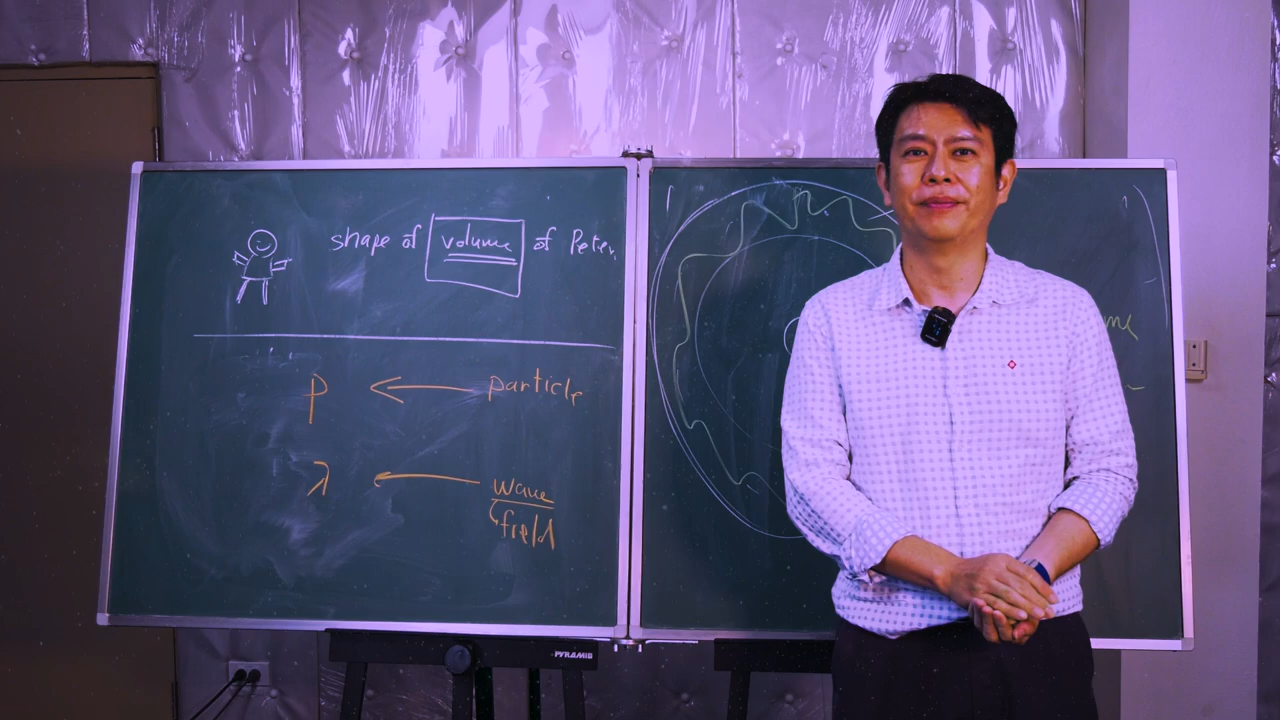 shape of volume of Peter.
p ← particle
λ ← wave
field
PYRAMID